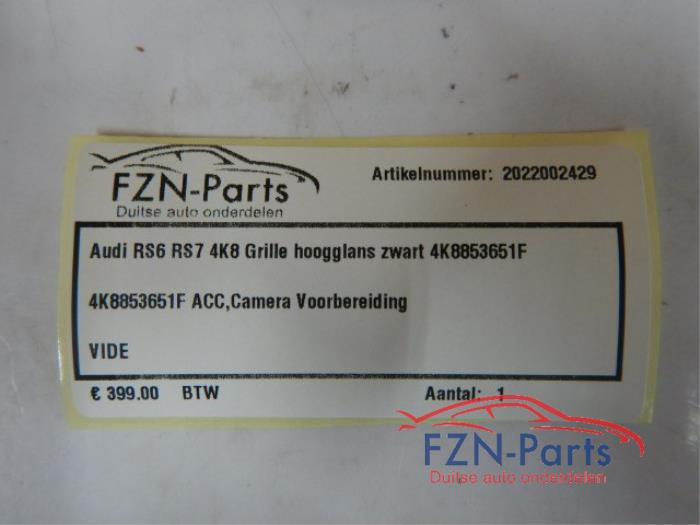 FZN-Parts
Duitse auto onderdelen
Artikelnummer: 2022002429
Audi RS6 RS7 4K8 Grille hoogglans zwart 4K8853651F
4K8853651F ACC,Camera Voorbereiding
VIDE
€ 399.00 BTW Aantal: 1
FZN-Parts
Duitse auto onderdelen